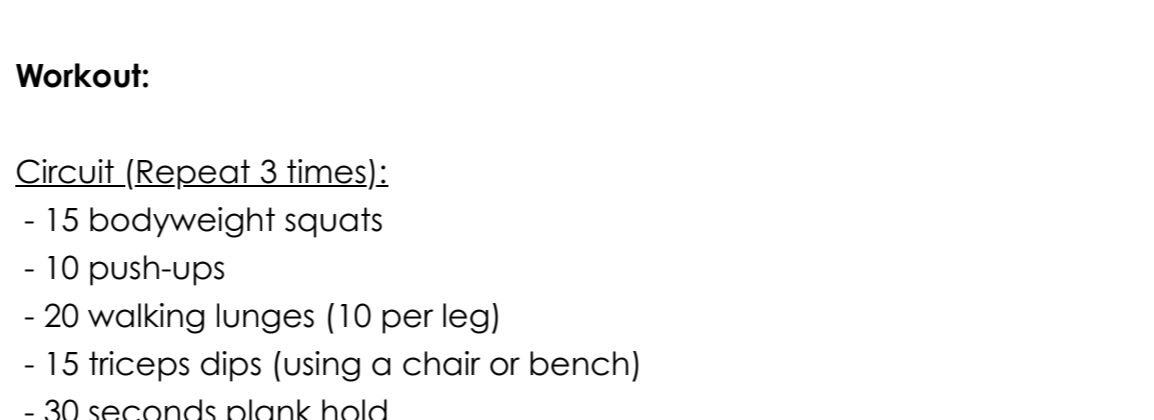 Workout:
Circuit (Repeat 3 times):
- 15 bodyweight squats
- 10 push-ups
- 20 walking lunges (10 per leg)
- 15 triceps dips (using a chair or bench)
- 30 seconds plank hold